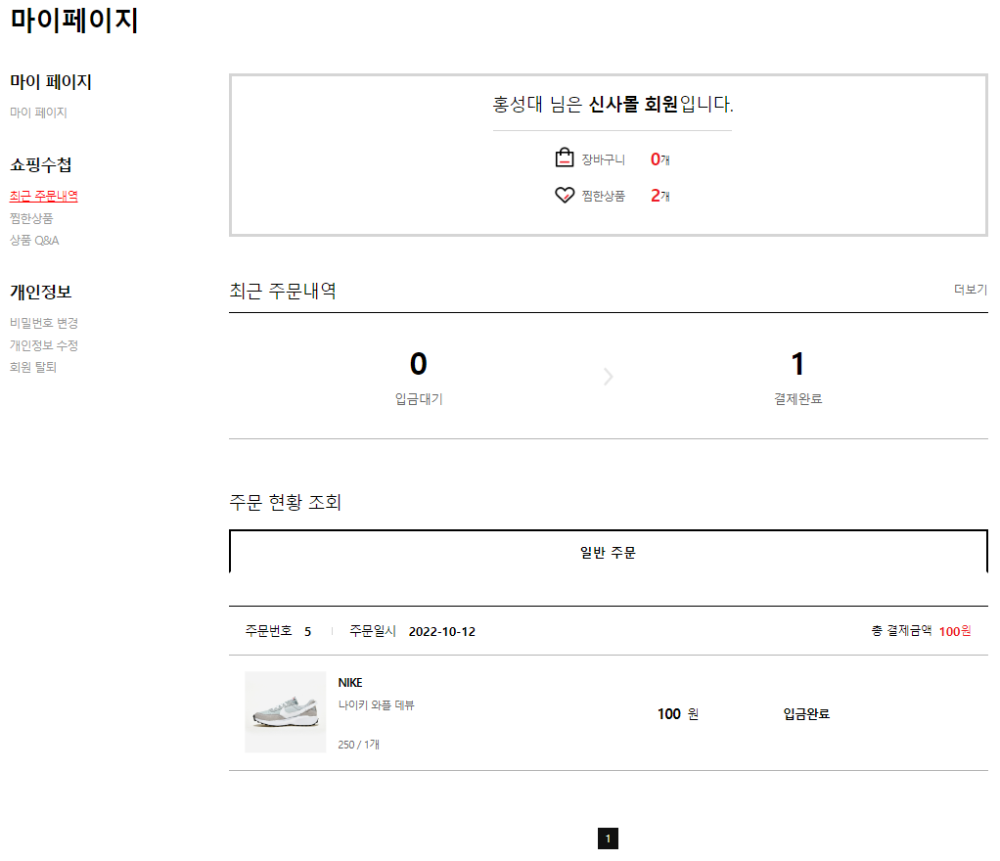 마이페이지
마이 페이지
마이 페이지
쇼핑수첩
최근 주문내역
찜한상품
상품 Q&A
개인정보
비밀번호 변경
개인정보 수정
회원 탈퇴
홍성대 님은 신사몰 회원입니다.
장바구니 0개
찜한상품 2개
최근 주문내역 더보기
0 1
입금대기 결제완료
주문 현황 조회
일반 주문
주문번호 5 주문일시 2022-10-12 총 결제금액 100원
NIKE
나이키 와플 데뷰
100 원 입금완료
250 / 1개
1